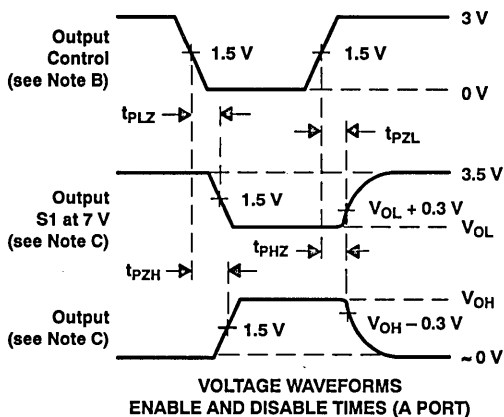 Output
Control
(see Note B)
1.5 V
1.5 V
3 V
0 V
tPLZ
tPZL
Output
S1 at 7 V
(see Note C)
1.5 V
3.5 V
VOL + 0.3 V
VOL
tPHZ
tPZH
Output
(see Note C)
1.5 V
VOH
VOH – 0.3 V
~ 0 V
VOLTAGE WAVEFORMS
ENABLE AND DISABLE TIMES (A PORT)